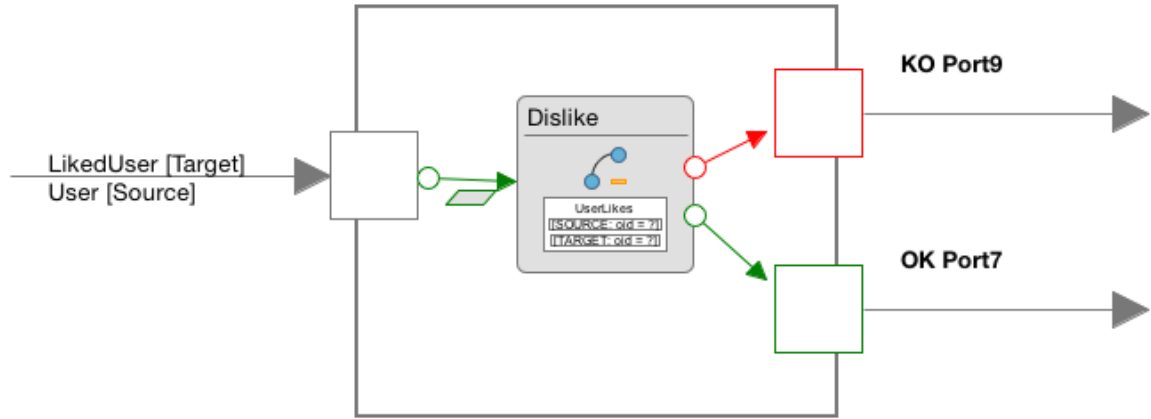 LikedUser [Target]
User [Source]
Dislike
UserLikes
[SOURCE: oid = ?]
[TARGET: oid = ?]
KO Port9
OK Port7